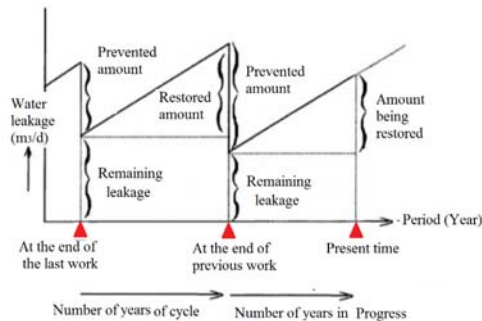 Prevented
amount
Prevented
amount
Water
leakage
(m3/d)
Restored
amount
Amount
being
restored
Remaining
leakage
Remaining
leakage
Period (Year)
At the end of
the last work
At the end of
previous work
Present time
Number of years of cycle
Number of years in Progress